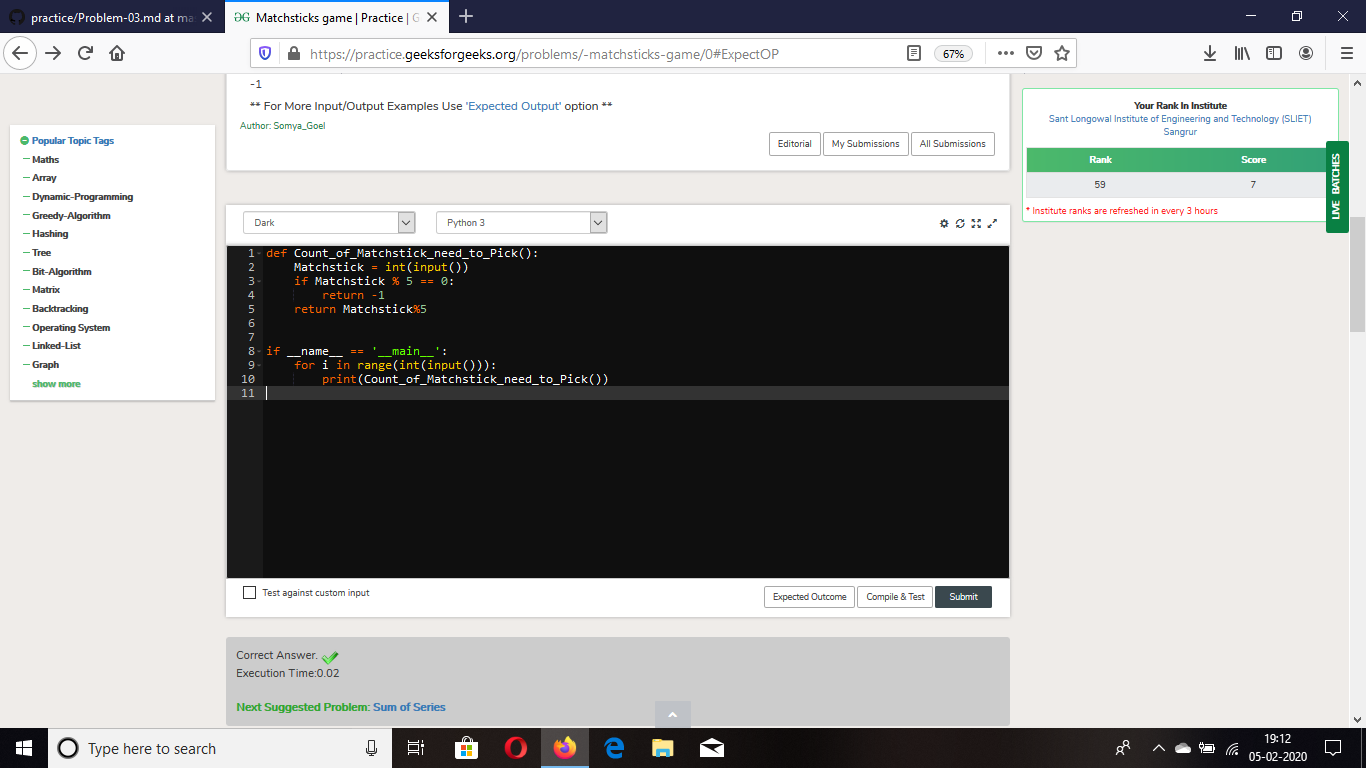 practice/Problem-03.md at ma
Matchsticks game | Practice | G
https://practice.geeksforgeeks.org/problems/-matchsticks-game/0#ExpectOP
67%
-1
** For More Input/Output Examples Use 'Expected Output' option **
Author: Somya_Goel
Editorial
My Submissions
All Submissions
Popular Topic Tags
Maths
Array
Dynamic-Programming
Greedy-Algorithm
Hashing
Tree
Bit-Algorithm
Matrix
Backtracking
Operating System
Linked-List
Graph
show more
Your Rank In Institute
Sant Longowal Institute of Engineering and Technology (SLIET)
Sangrur
Rank Score
59 7
* Institute ranks are refreshed in every 3 hours
LIVE BATCHES
Dark
Python 3
1 def Count_of_Matchstick_need_to_Pick():
2     Matchstick = int(input())
3     if Matchstick % 5 == 0:
4         return -1
5     return Matchstick%5
6
7
8 if __name__ == '__main__':
9     for i in range(int(input())):
10         print(Count_of_Matchstick_need_to_Pick())
11
Test against custom input
Expected Outcome
Compile & Test
Submit
Correct Answer.
Execution Time:0.02
Next Suggested Problem: Sum of Series
Type here to search
19:12
05-02-2020